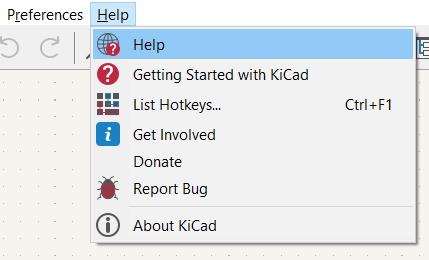 Preferences Help
Help
Getting Started with KiCad
List Hotkeys... Ctrl+F1
Get Involved
Donate
Report Bug
About KiCad